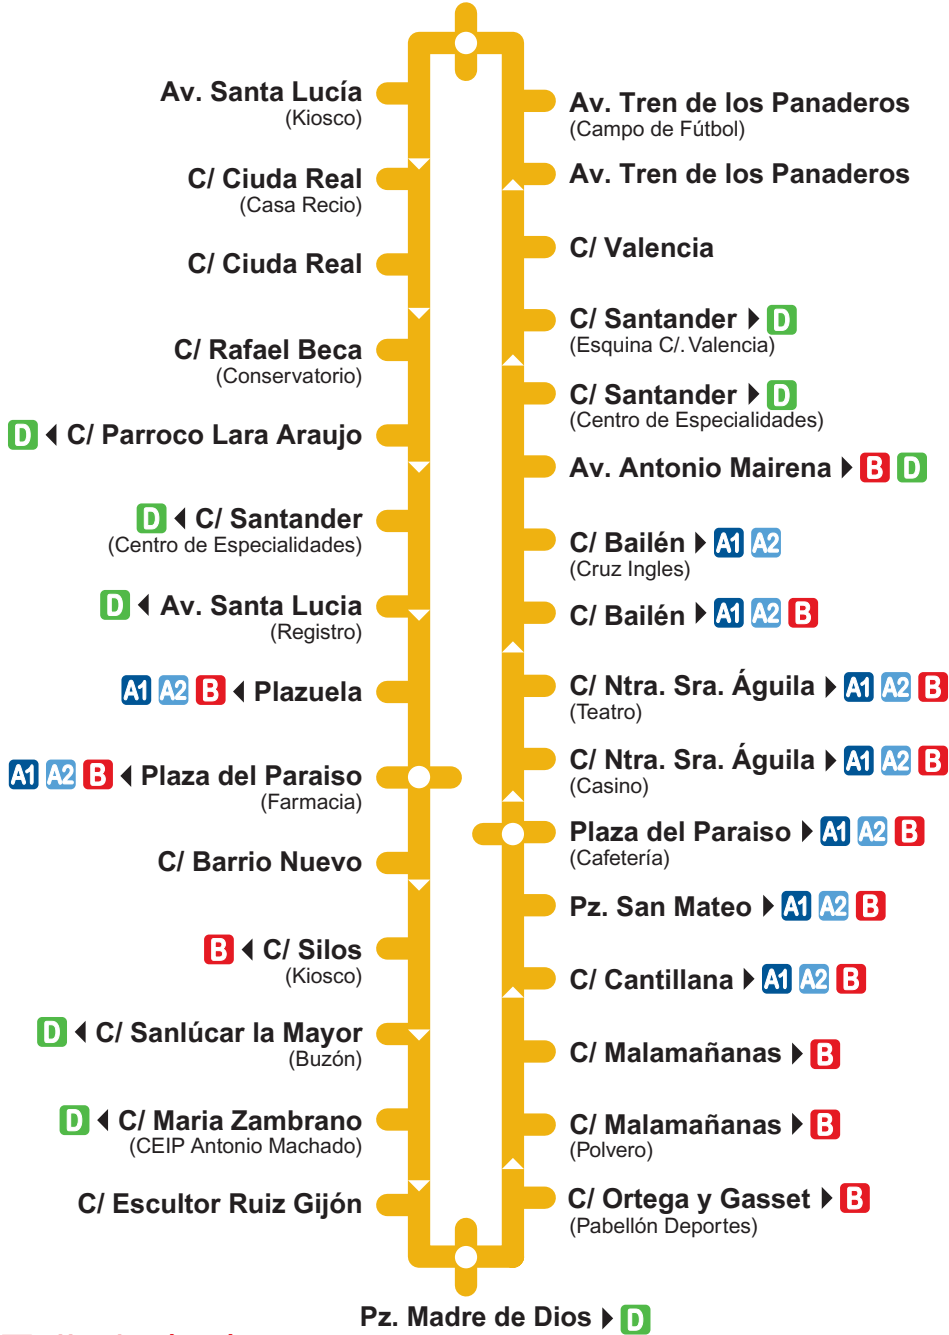 Av. Santa Lucía
(Kiosco)
C/ Ciuda Real
(Casa Recio)
C/ Ciuda Real
C/ Rafael Beca
(Conservatorio)
D C/ Parroco Lara Araujo
D C/ Santander
(Centro de Especialidades)
D Av. Santa Lucia
(Registro)
A1 A2 B Plazuela
A1 A2 B Plaza del Paraiso
(Farmacia)
C/ Barrio Nuevo
B C/ Silos
(Kiosco)
D C/ Sanlúcar la Mayor
(Buzón)
D C/ Maria Zambrano
(CEIP Antonio Machado)
C/ Escultor Ruiz Gijón
Av. Tren de los Panaderos
(Campo de Fútbol)
Av. Tren de los Panaderos
C/ Valencia
C/ Santander D
(Esquina C/. Valencia)
C/ Santander D
(Centro de Especialidades)
Av. Antonio Mairena B D
C/ Bailén A1 A2
(Cruz Ingles)
C/ Bailén A1 A2 B
C/ Ntra. Sra. Águila A1 A2 B
(Teatro)
C/ Ntra. Sra. Águila A1 A2 B
(Casino)
Plaza del Paraiso A1 A2 B
(Cafetería)
Pz. San Mateo A1 A2 B
C/ Cantillana A1 A2 B
C/ Malamañanas B
C/ Malamañanas B
(Polvero)
C/ Ortega y Gasset B
(Pabellón Deportes)
Pz. Madre de Dios D